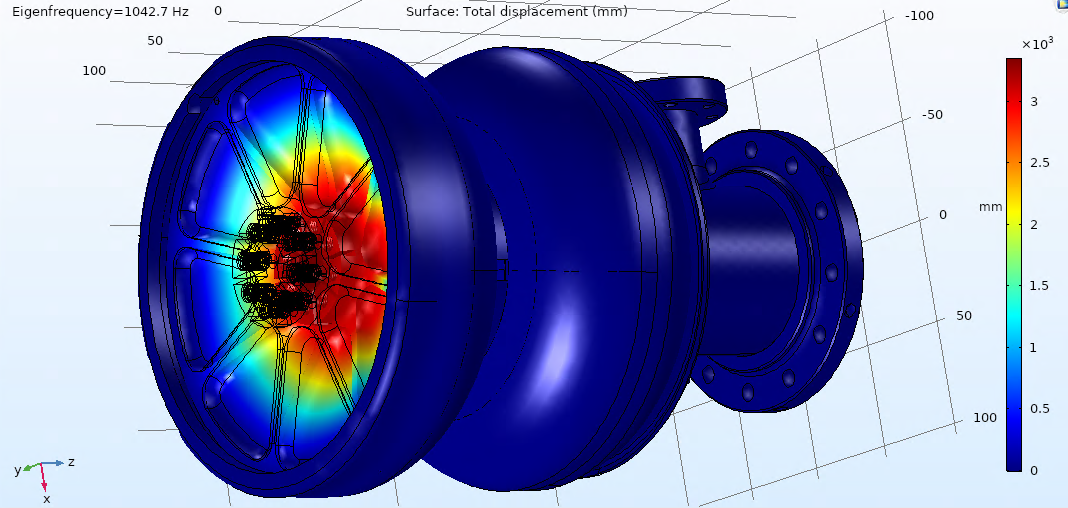 Eigenfrequency=1042.7 Hz
0
Surface: Total displacement (mm)
-100
50
×10³
100
3
-50
2.5
mm
0
2
1.5
50
1
100
0.5
y
z
0
x